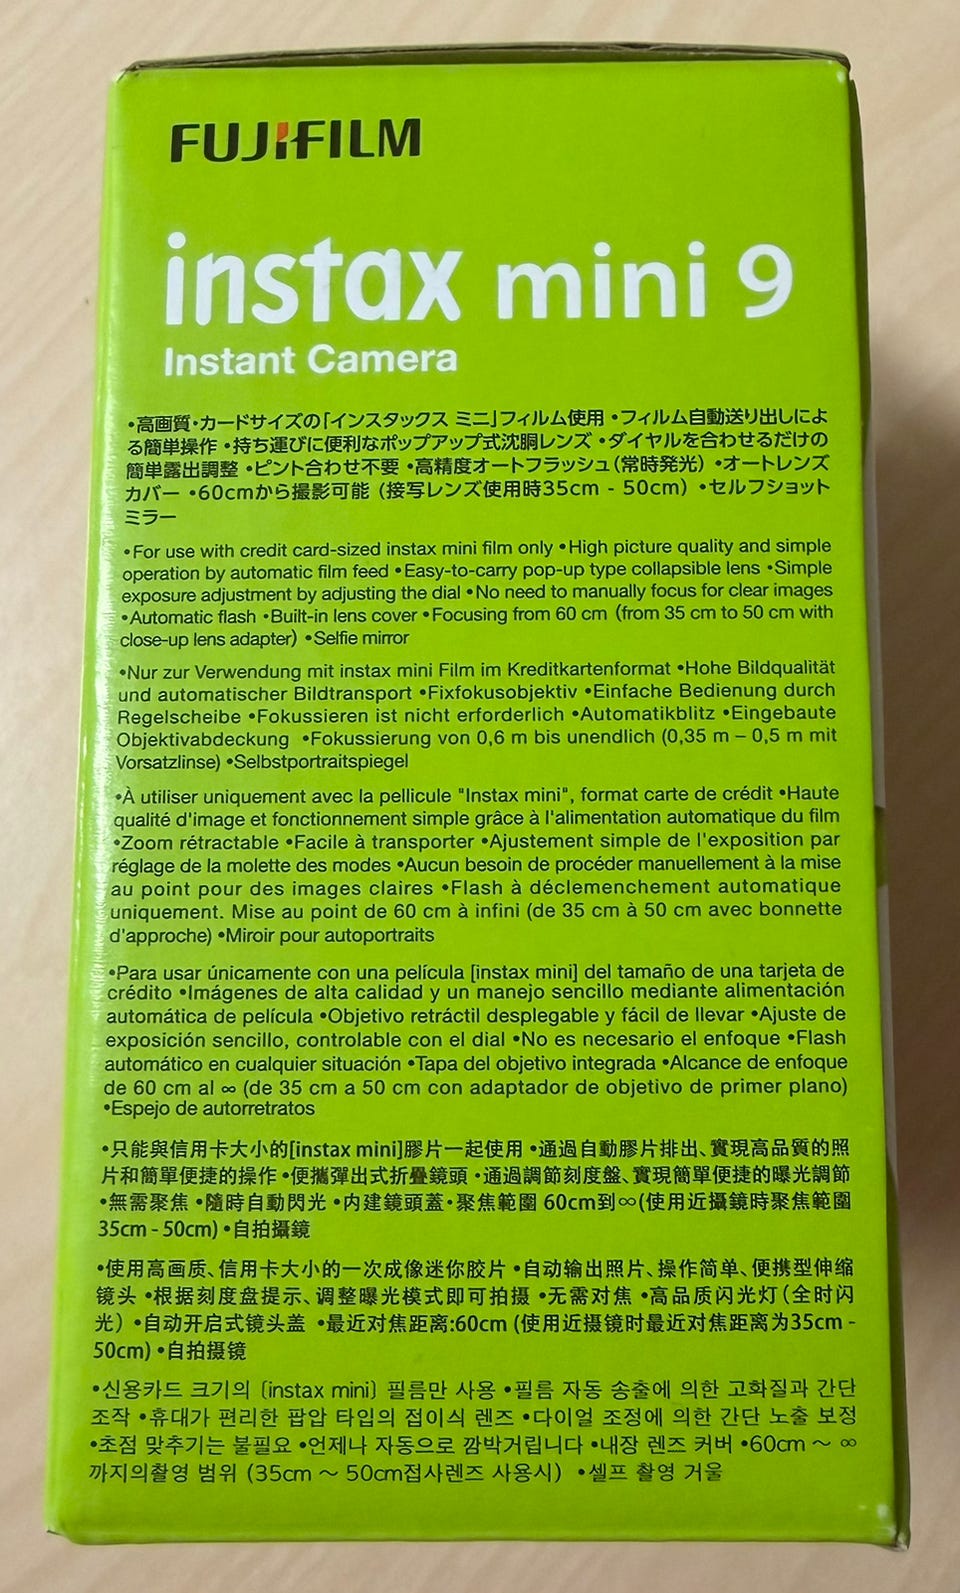 FUJIFILM
instax mini 9
Instant Camera
•高画質・カードサイズの「インスタックス ミニ」フィルム使用 •フィルム自動送り出しによ
る簡単操作 •持ち運びに便利なポップアップ式沈胴レンズ •ダイヤルを合わせるだけの
簡単露出調整 •ピント合わせ不要 •高精度オートフラッシュ(常時発光) •オートレンズ
カバー •60cmから撮影可能 (接写レンズ使用時35cm - 50cm) •セルフショット
ミラー
•For use with credit card-sized instax mini film only •High picture quality and simple
operation by automatic film feed •Easy-to-carry pop-up type collapsible lens •Simple
exposure adjustment by adjusting the dial •No need to manually focus for clear images
•Automatic flash •Built-in lens cover •Focusing from 60 cm (from 35 cm to 50 cm with
close-up lens adapter) •Selfie mirror
•Nur zur Verwendung mit instax mini Film im Kreditkartenformat •Hohe Bildqualität
und automatischer Bildtransport •Fixfokusobjektiv •Einfache Bedienung durch
Regelscheibe •Fokussieren ist nicht erforderlich •Automatikblitz •Eingebaute
Objektivabdeckung •Fokussierung von 0,6 m bis unendlich (0,35 m – 0,5 m mit
Vorsatzlinse) •Selbstportraitspiegel
•À utiliser uniquement avec la pellicule "Instax mini", format carte de crédit •Haute
qualité d'image et fonctionnement simple grâce à l'alimentation automatique du film
•Zoom rétractable •Facile à transporter •Ajustement simple de l'exposition par
réglage de la molette des modes •Aucun besoin de procéder manuellement à la mise
au point pour des images claires •Flash à déclemenchement automatique
uniquement. Mise au point de 60 cm à infini (de 35 cm à 50 cm avec bonnette
d'approche) •Miroir pour autoportraits
•Para usar únicamente con una película [instax mini] del tamaño de una tarjeta de
crédito •Imágenes de alta calidad y un manejo sencillo mediante alimentación
automática de película •Objetivo retráctil desplegable y fácil de llevar •Ajuste de
exposición sencillo, controlable con el dial •No es necesario el enfoque •Flash
automático en cualquier situación •Tapa del objetivo integrada •Alcance de enfoque
de 60 cm al ∞ (de 35 cm a 50 cm con adaptador de objetivo de primer plano)
•Espejo de autorretratos
•只能與信用卡大小的[instax mini]膠片一起使用 •通過自動膠片排出、實現高品質的照
片和簡單便捷的操作 •便攜彈出式折疊鏡頭 •通過調節刻度盤、實現簡單便捷的曝光調節
•無需聚焦 •隨時自動閃光 •内建鏡頭蓋 •聚焦範圍 60cm到∞(使用近攝鏡時聚焦範圍
35cm - 50cm) •自拍攝鏡
•使用高画质、信用卡大小的一次成像迷你胶片 •自动输出照片、操作简单、便携型伸缩
镜头 •根据刻度盘提示、调整曝光模式即可拍摄 •无需对焦 •高品质闪光灯(全时闪
光) •自动开启式镜头盖 •最近对焦距离:60cm (使用近摄镜时最近对焦距离为35cm -
50cm) •自拍摄镜
•신용카드 크기의 [instax mini] 필름만 사용 •필름 자동 송출에 의한 고화질과 간단
조작 •휴대가 편리한 팝압 타입의 접이식 렌즈 •다이얼 조정에 의한 간단 노출 보정
•초점 맞추기는 불필요 •언제나 자동으로 깜박거립니다 •내장 렌즈 커버 •60cm ~ ∞
까지의촬영 범위 (35cm ~ 50cm접사렌즈 사용시) •셀프 촬영 거울